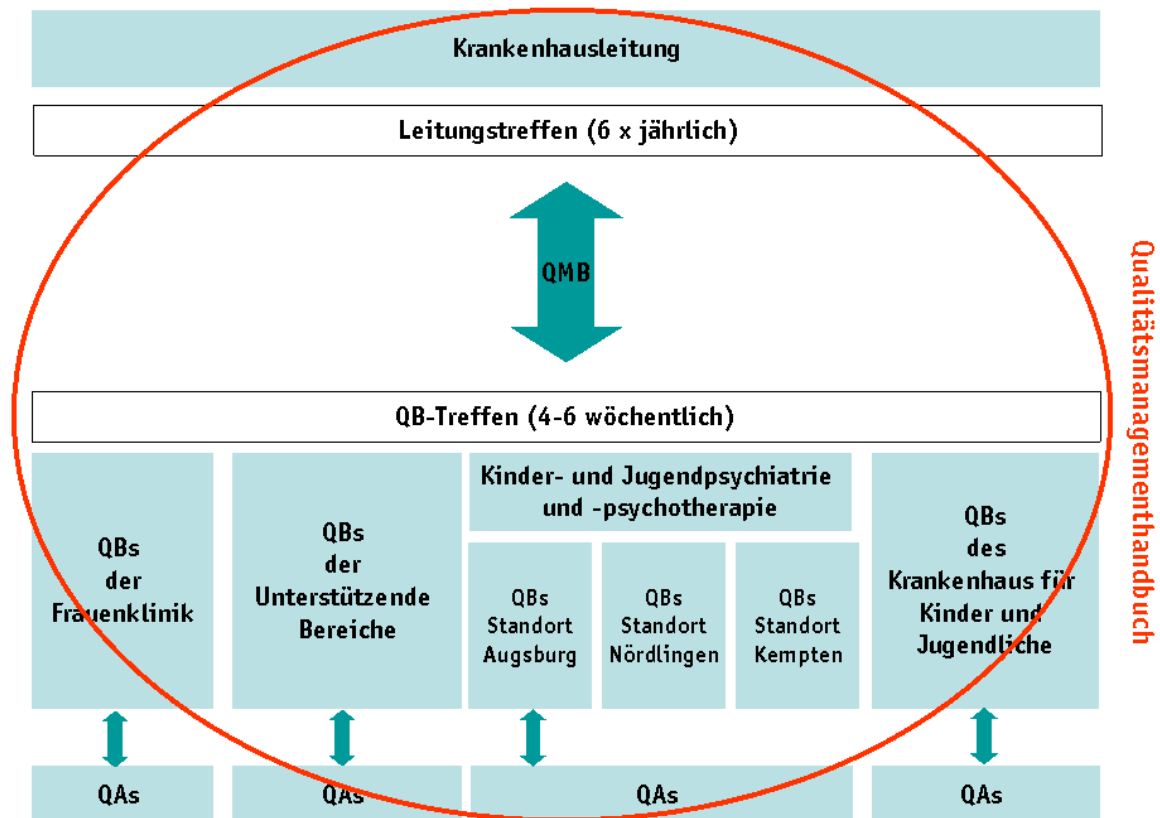 Krankenhausleitung
Leitungstreffen (6 x jährlich)
QMB
QB-Treffen (4-6 wöchentlich)
QBs
der
Frauenklinik
QBs
der
Unterstützende
Bereiche
Kinder- und Jugendpsychiatrie
und -psychotherapie
QBs
Standort
Augsburg
QBs
Standort
Nördlingen
QBs
Standort
Kempten
QBs
des
Krankenhaus für
Kinder und
Jugendliche
QAs
QAs
QAs
QAs
Qualitätsmanagementhandbuch